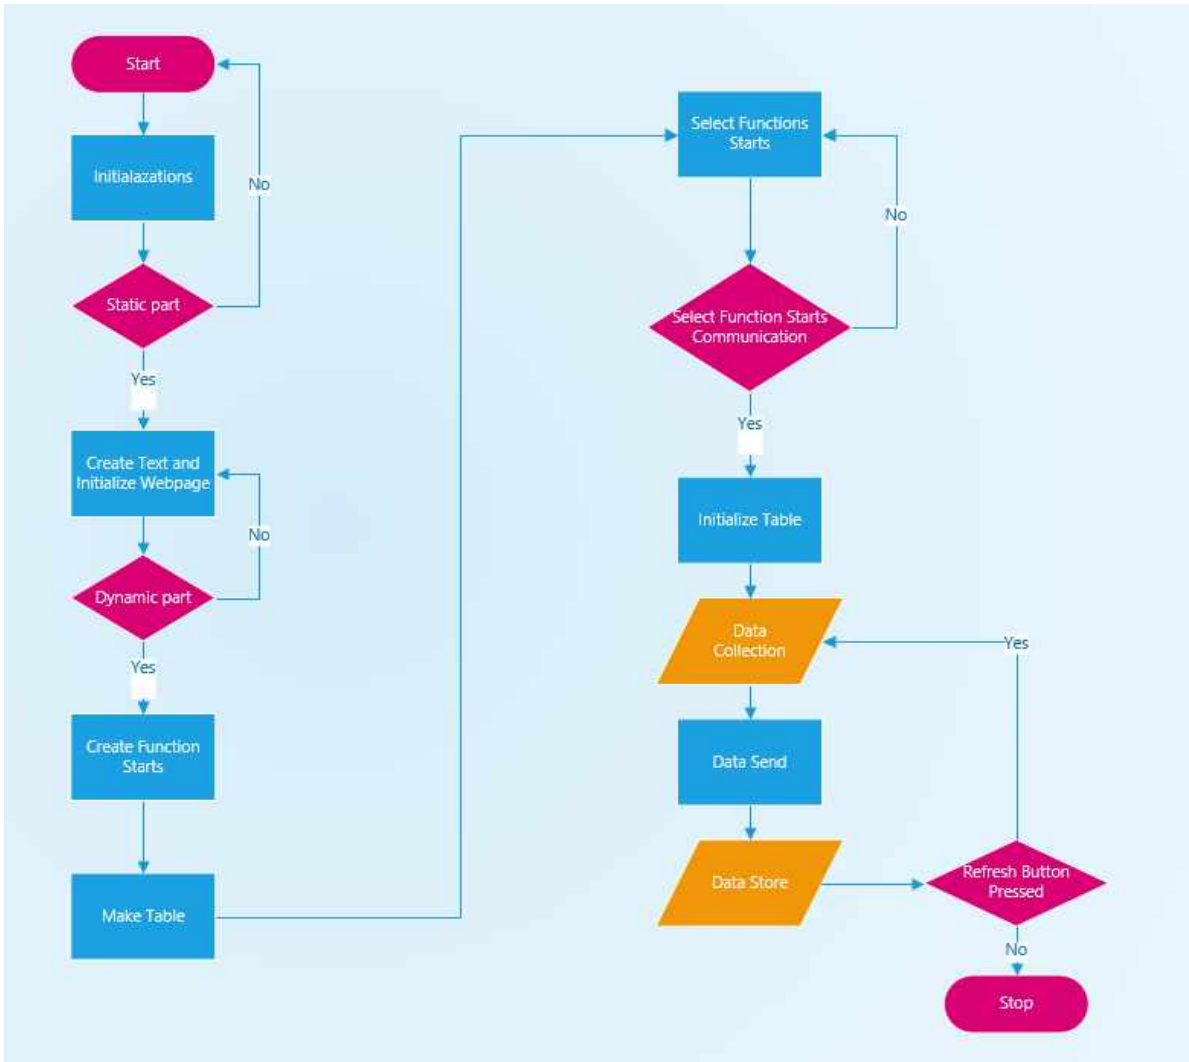 Start
Initialazations
No
Static part
Yes
Create Text and
Initialize Webpage
No
Dynamic part
Yes
Create Function
Starts
Make Table
Select Functions
Starts
No
Select Function Starts
Communication
Yes
Initialize Table
Data
Collection
Yes
Data Send
Data Store
Refresh Button
Pressed
No
Stop